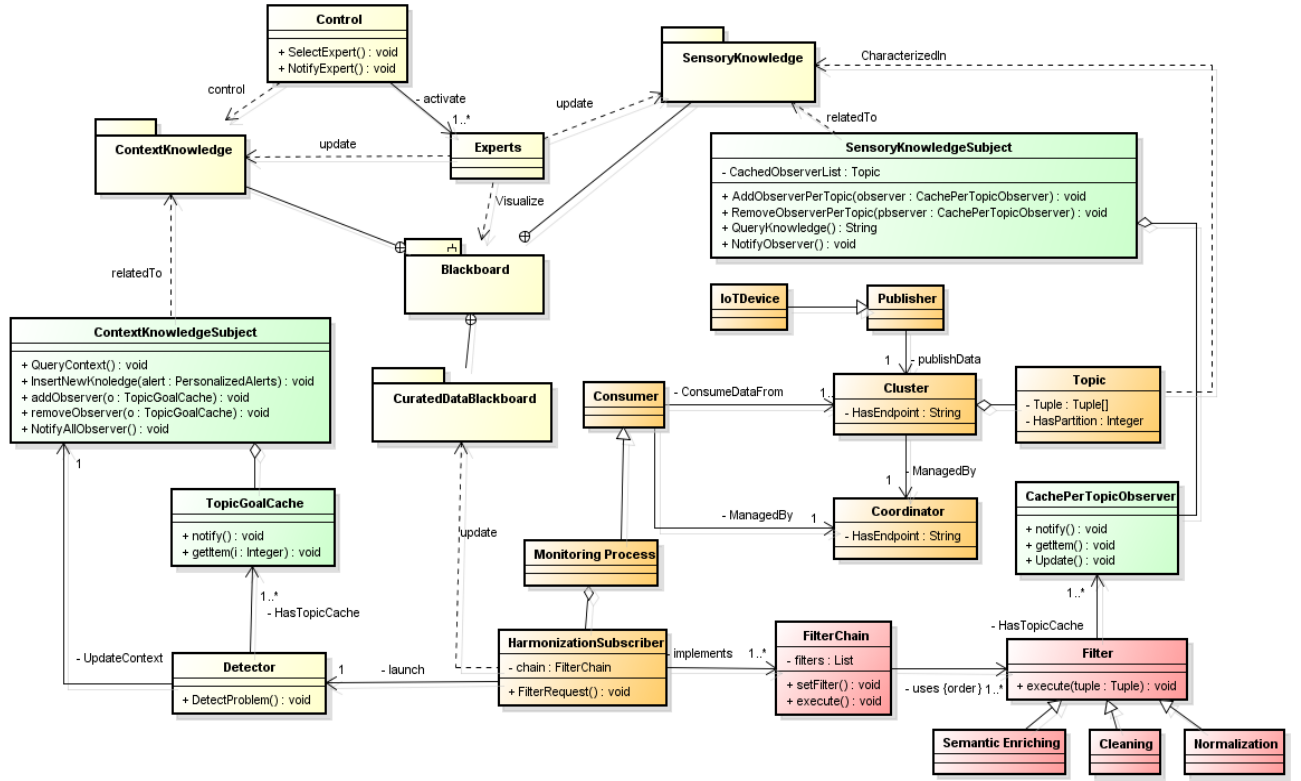 Control
+ SelectExpert() : void
+ NotifyExpert() : void
SensoryKnowledge
CharacterizedIn
control
- activate
1..*
update
relatedTo
ContextKnowledge
update
Experts
SensoryKnowledgeSubject
- CachedObserverList : Topic
+ AddObserverPerTopic(observer : CachePerTopicObserver) : void
+ RemoveObserverPerTopic(pbserver : CachePerTopicObserver) : void
+ QueryKnowledge() : String
+ NotifyObserver() : void
Visualize
Blackboard
relatedTo
IoTDevice
Publisher
ContextKnowledgeSubject
+ QueryContext() : void
+ InsertNewKnoledge(alert : PersonalizedAlerts) : void
+ addObserver(o : TopicGoalCache) : void
+ removeObserver(o : TopicGoalCache) : void
+ NotifyAllObserver() : void
1
- publishData
CuratedDataBlackboard
Consumer
- ConsumeDataFrom
1..
Cluster
- HasEndpoint : String
Topic
- Tuple : Tuple[]
- HasPartition : Integer
1
- ManagedBy
1
TopicGoalCache
+ notify() : void
+ getItem(i : Integer) : void
update
- ManagedBy
1
Coordinator
- HasEndpoint : String
CachePerTopicObserver
+ notify() : void
+ getItem() : void
+ Update() : void
Monitoring Process
1..*
- HasTopicCache
1..*
- HasTopicCache
- UpdateContext
Detector
+ DetectProblem() : void
1
- launch
HarmonizationSubscriber
- chain : FilterChain
+ FilterRequest() : void
implements
1..*
FilterChain
- filters : List
+ setFilter() : void
+ execute() : void
- uses {order}
1..*
Filter
+ execute(tuple : Tuple) : void
Semantic Enriching
Cleaning
Normalization